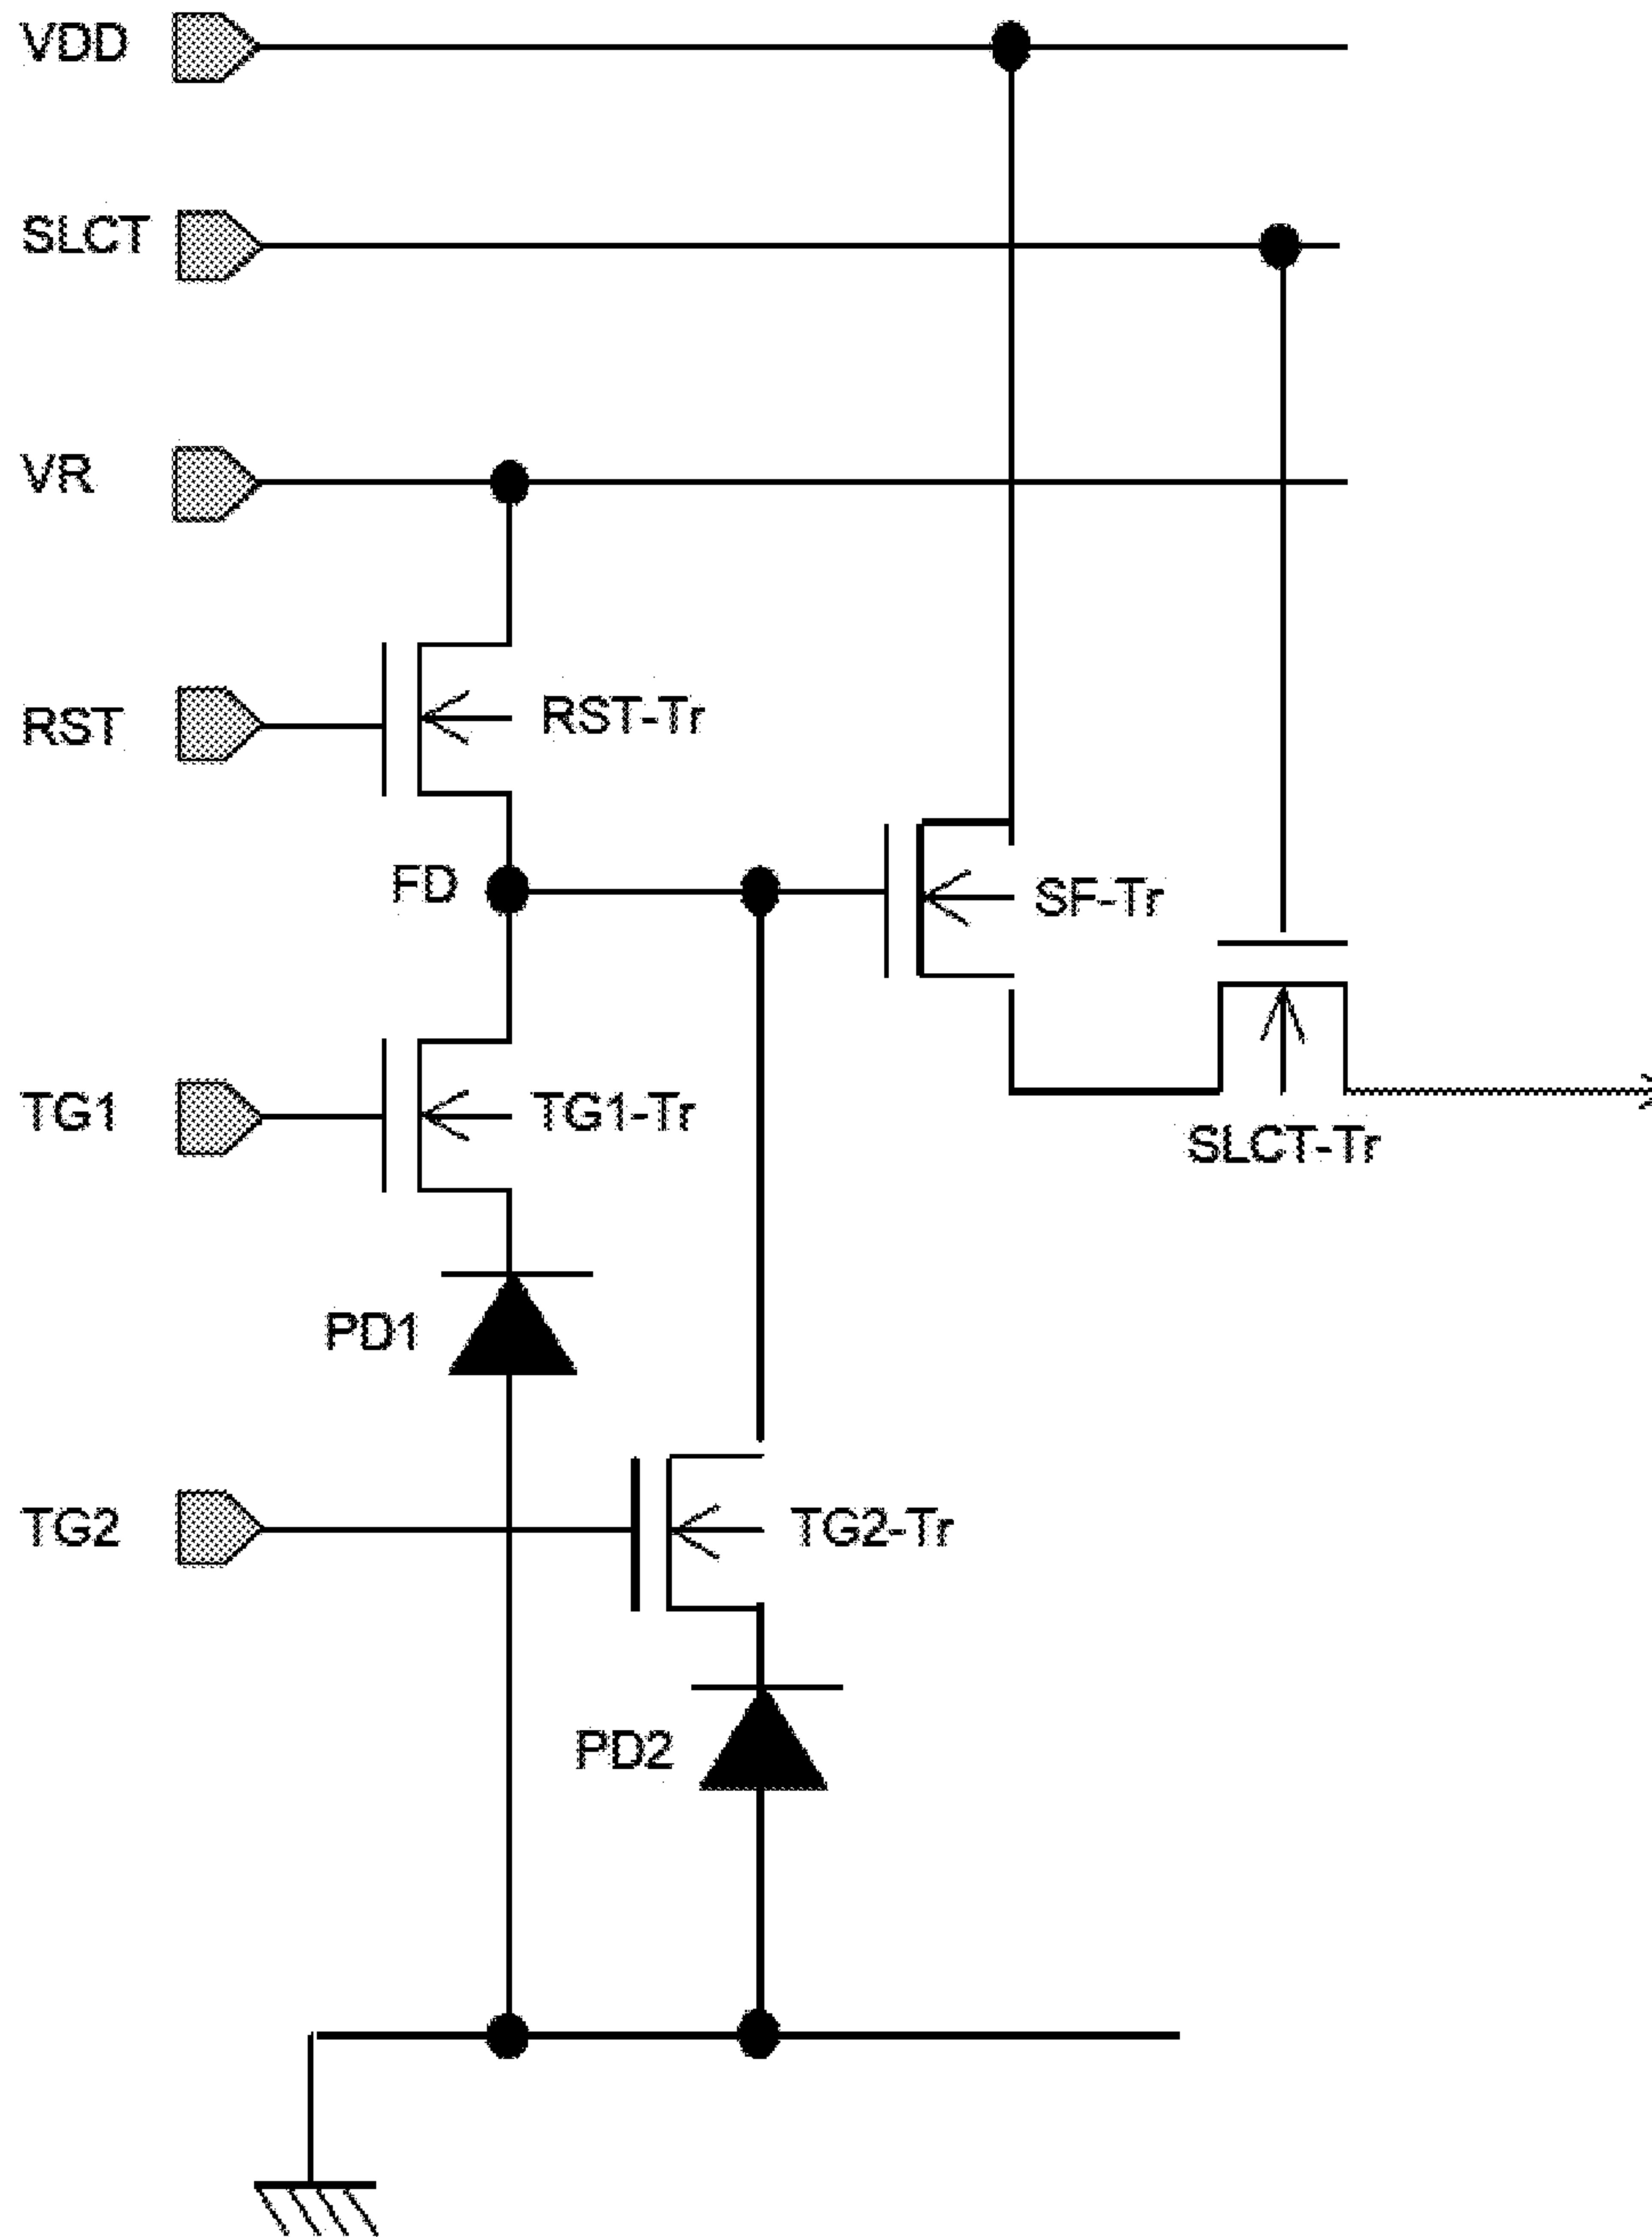 VDD
SLCT
VR
RST
RST-Tr
FD
SF-Tr
TG1
TG1-Tr
SLCT-Tr
PD1
TG2
TG2-Tr
PD2